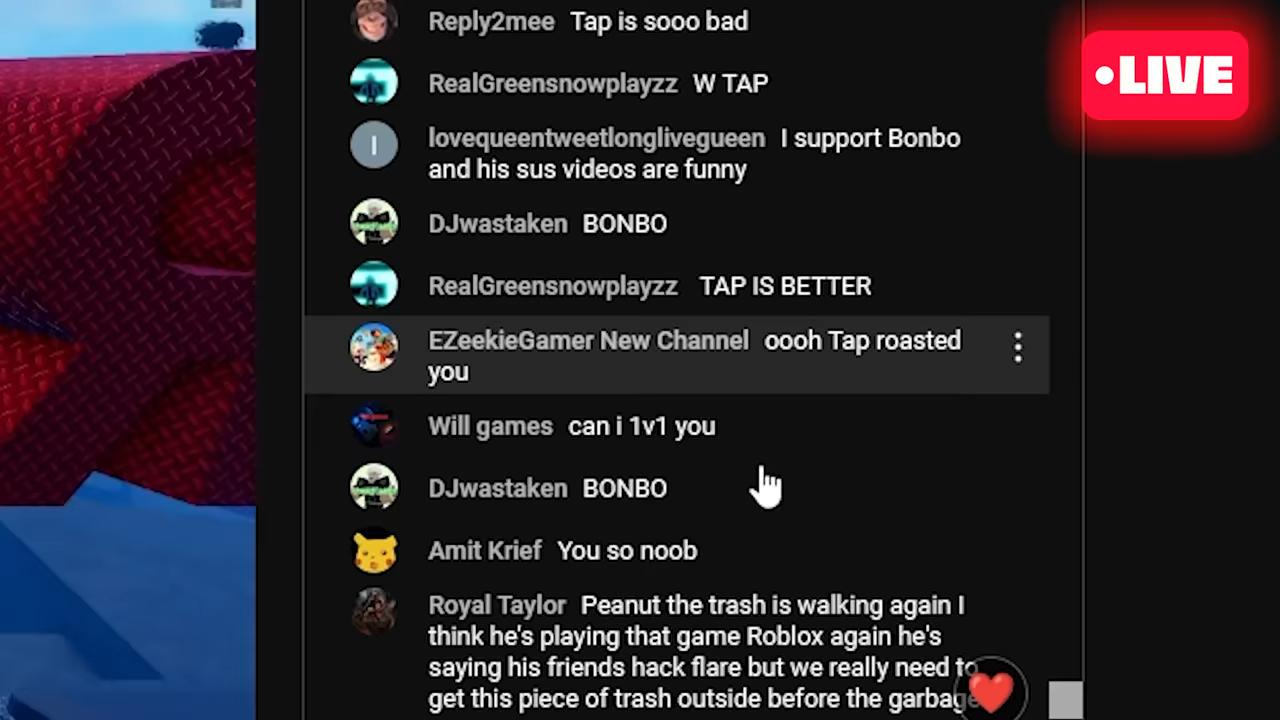 Reply2mee Tap is sooo bad
•LIVE
RealGreensnowplayzz W TAP
I
lovequeentweetlonglivegueen I support Bonbo
and his sus videos are funny
DJwastaken BONBO
RealGreensnowplayzz TAP IS BETTER
EZeekieGamer New Channel oooh Tap roasted
you
Will games can i 1v1 you
DJwastaken BONBO
Amit Krief You so noob
Royal Taylor Peanut the trash is walking again I
think he's playing that game Roblox again he's
saying his friends hack flare but we really need to
get this piece of trash outside before the garbage